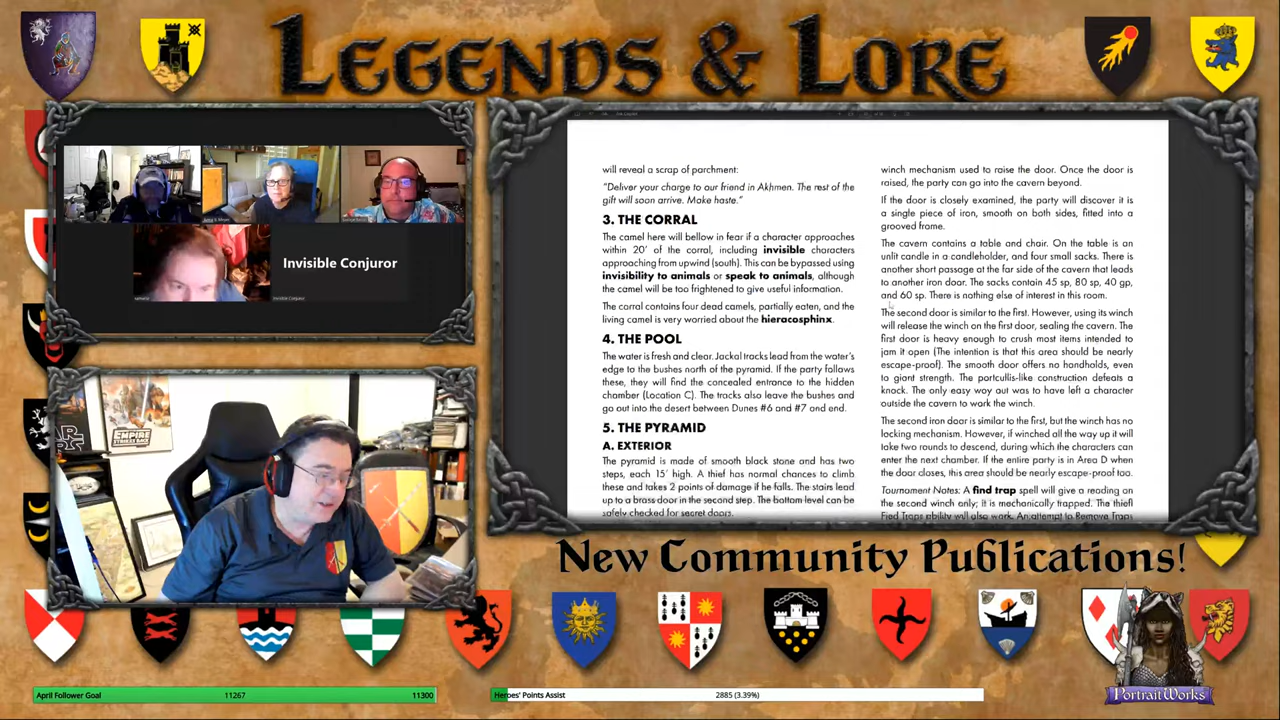 LEGENDS & LORE
Invisible Conjuror
will reveal a scrap of parchment:
"Deliver your charge to our friend in Akhmen. The rest of the
gift will soon arrive. Make haste."
3. THE CORRAL
The camel here will bellow in fear if a character approaches
within 20' of the corral, including invisible characters
approaching from upwind (south). This can be bypassed using
invisibility to animals or speak to animals, although
the camel will be too frightened to give useful information.
The corral contains four dead camels, partially eaten, and the
living camel is very worried about the hieracosphinx.
4. THE POOL
The water is fresh and clear. Jackal tracks lead from the water's
edge to the bushes north of the pyramid. If the party follows
these, they will find the concealed entrance to the hidden
chamber (Location C). The tracks also leave the bushes and
go out into the desert between Dunes #6 and #7 and end.
5. THE PYRAMID
A. EXTERIOR
The pyramid is made of smooth black stone and has two
steps, each 15' high. A thief has normal chances to climb
these and takes 2 points of damage if he falls. The stairs lead
up to a brass door in the second step. The bottom level can be
safely checked for secret doors.
winch mechanism used to raise the door. Once the door is
raised, the party can go into the cavern beyond.
If the door is closely examined, the party will discover it is
a single piece of iron, smooth on both sides, fitted into a
grooved frame.
The cavern contains a table and chair. On the table is an
unlit candle in a candleholder, and four small sacks. There is
another short passage at the far side of the cavern that leads
to another iron door. The sacks contain 45 sp, 80 sp, 40 gp,
and 60 sp. There is nothing else of interest in this room.
The second door is similar to the first. However, using its winch
will release the winch on the first door, sealing the cavern. The
first door is heavy enough to crush most items intended to
jam it open (The intention is that this area should be nearly
escape-proof). The smooth door offers no handholds, even
to giant strength. The portcullis-like construction defeats a
knock. The only easy way out was to have left a character
outside the cavern to work the winch.
The second iron door is similar to the first, but the winch has no
locking mechanism. However, if winched all the way up it will
take two rounds to descend, during which the characters can
enter the next chamber. If the entire party is in Area D when
the door closes, this area should be nearly escape-proof too.
Tournament Notes: A find trap spell will give a reading on
the second winch only; it is mechanically trapped. The thief
Find Traps ability will also work. An attempt to Remove Traps
EMPIRE
STRIKES
BACK
New Community Publications!
PortraitWorks
April Follower Goal 11267 11300
Heroes' Points Assist 2885 (3.39%)